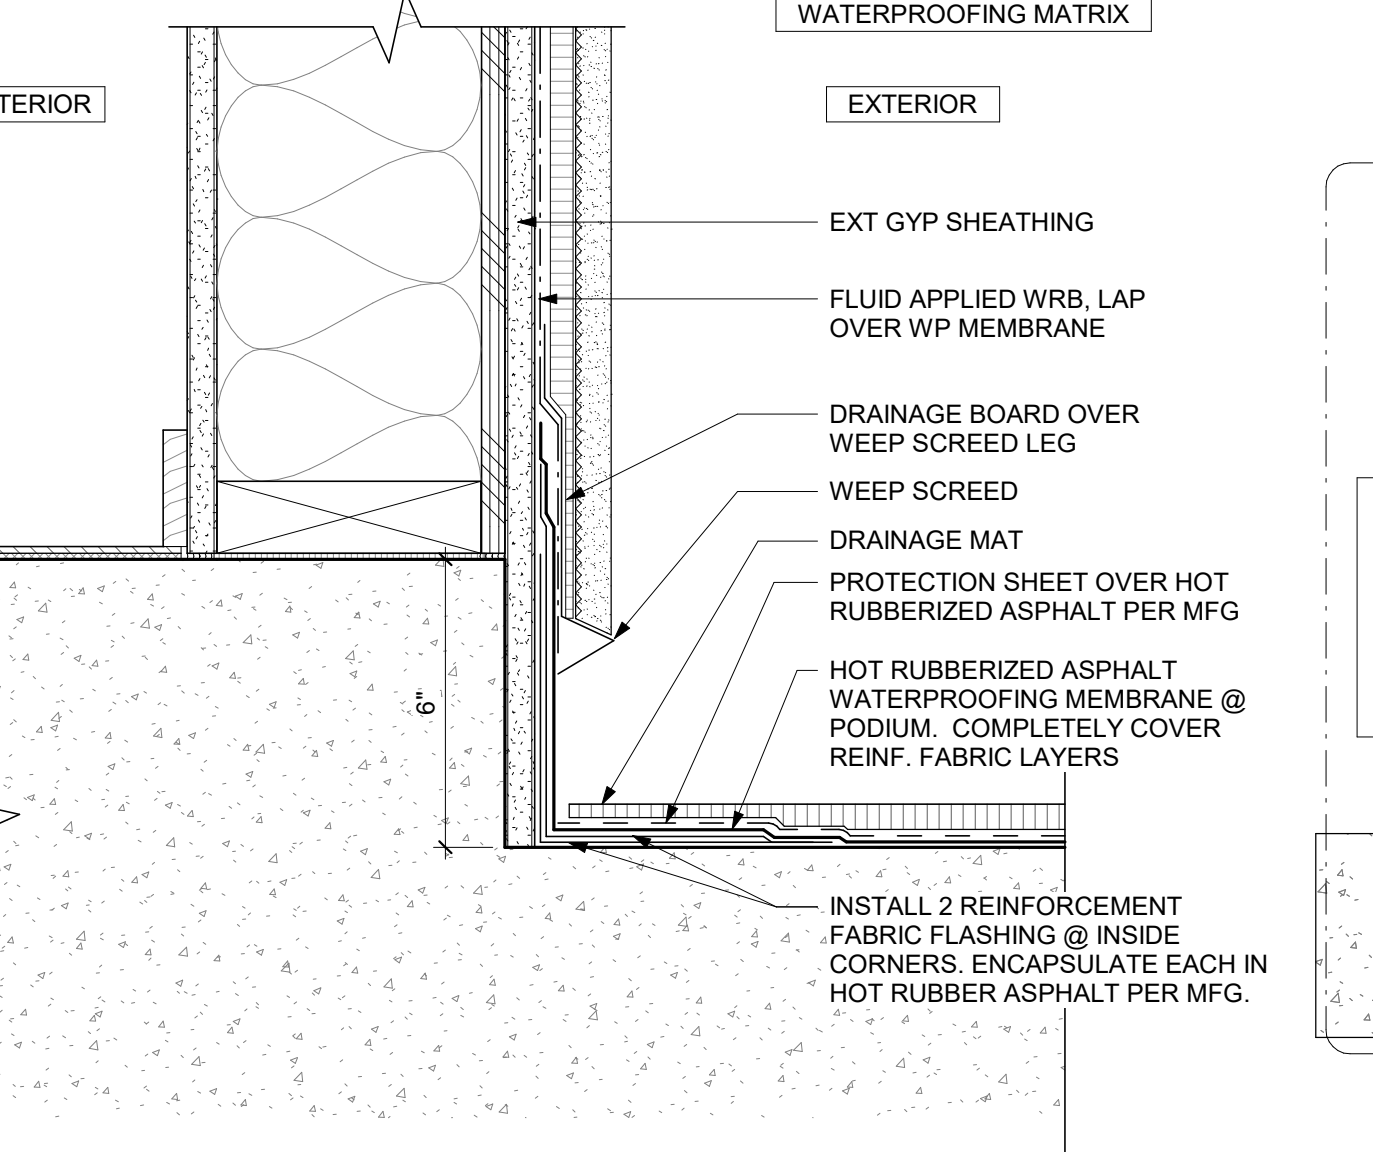 WATERPROOFING MATRIX
TERIOR
EXTERIOR
EXT GYP SHEATHING
FLUID APPLIED WRB, LAP
OVER WP MEMBRANE
DRAINAGE BOARD OVER
WEEP SCREED LEG
WEEP SCREED
DRAINAGE MAT
PROTECTION SHEET OVER HOT
RUBBERIZED ASPHALT PER MFG
HOT RUBBERIZED ASPHALT
WATERPROOFING MEMBRANE @
PODIUM.  COMPLETELY COVER
REINF. FABRIC LAYERS
6"
INSTALL 2 REINFORCEMENT
FABRIC FLASHING @ INSIDE
CORNERS. ENCAPSULATE EACH IN
HOT RUBBER ASPHALT PER MFG.